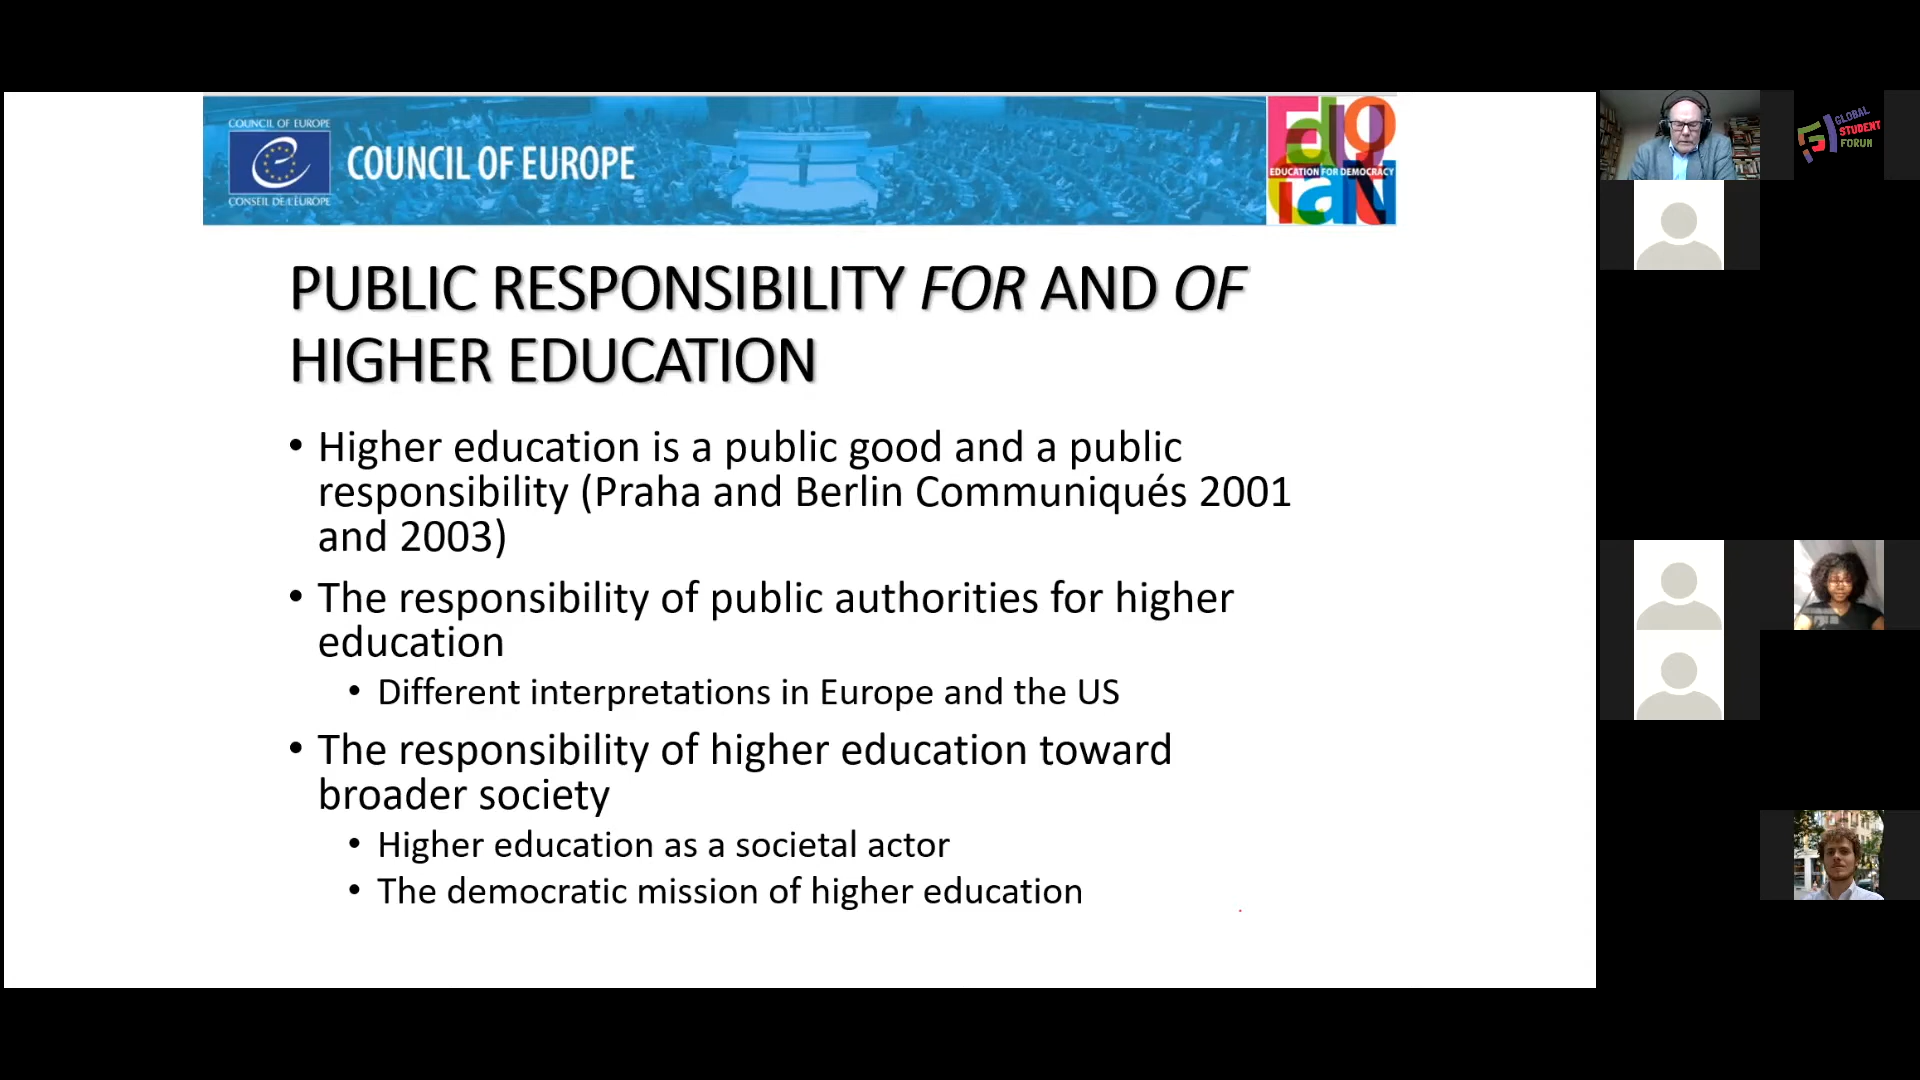 COUNCIL OF EUROPE
COUNCIL OF EUROPE
CONSEIL DE L'EUROPE
EDUCATION FOR DEMOCRACY
GLOBAL
STUDENT
FORUM
PUBLIC RESPONSIBILITY FOR AND OF
HIGHER EDUCATION
• Higher education is a public good and a public
responsibility (Praha and Berlin Communiqués 2001
and 2003)
• The responsibility of public authorities for higher
education
• Different interpretations in Europe and the US
• The responsibility of higher education toward
broader society
• Higher education as a societal actor
• The democratic mission of higher education